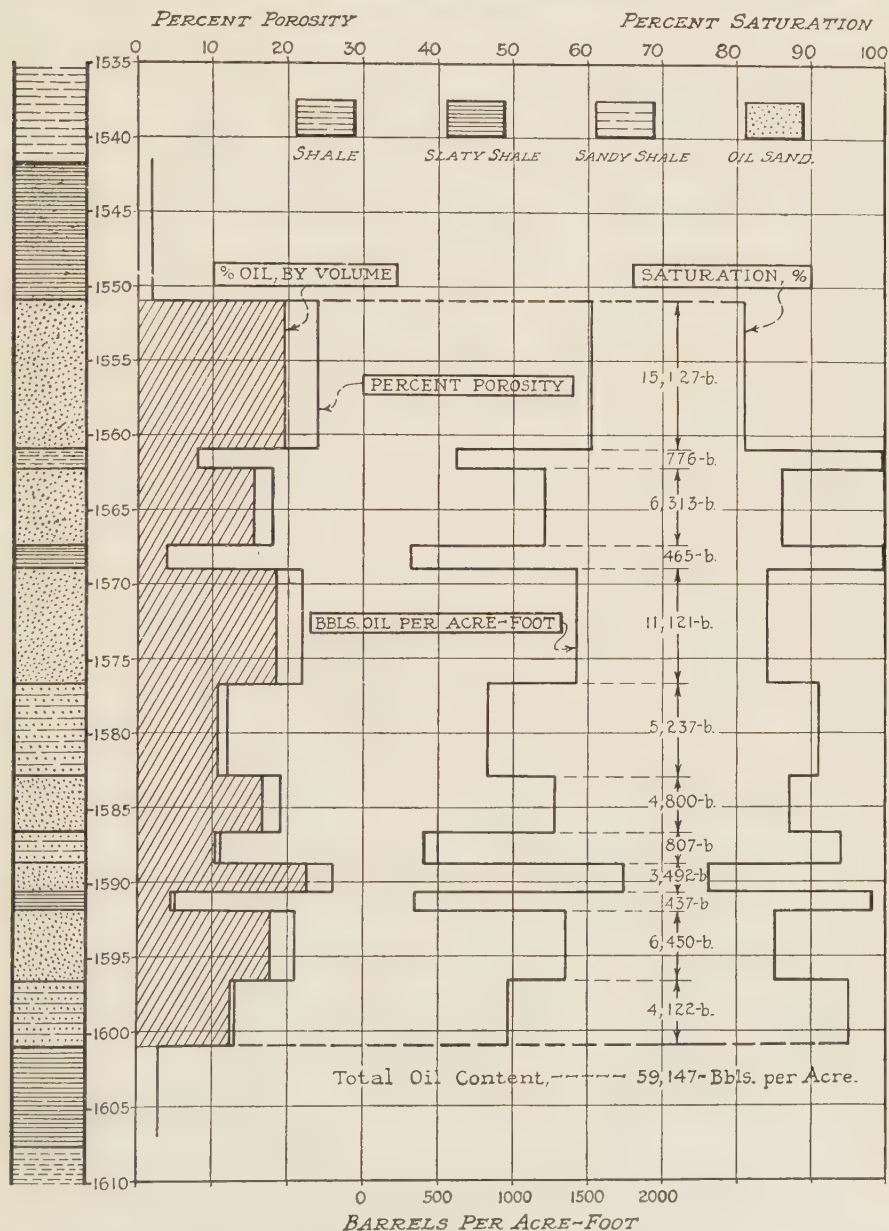 PERCENT POROSITY PERCENT SATURATION
0 10 20 30 40 50 60 70 80 90 100
1535
1540
SHALE SLATY SHALE SANDY SHALE OIL SAND.
1545
% OIL, BY VOLUME SATURATION, %
1550
1555
15,127-b.
PERCENT POROSITY
1560
776-b.
1565
6,313-b.
465-b.
1570
BBLS. OIL PER ACRE-FOOT 11,121-b.
1575
1580
5,237-b.
1585
4,800-b.
807-b.
1590
3,492-b
437-b
1595
6,450-b.
4,122-b.
1600
Total Oil Content, 59,147-Bbls. per Acre.
1605
1610
0 500 1000 1500 2000
BARRELS PER ACRE-FOOT